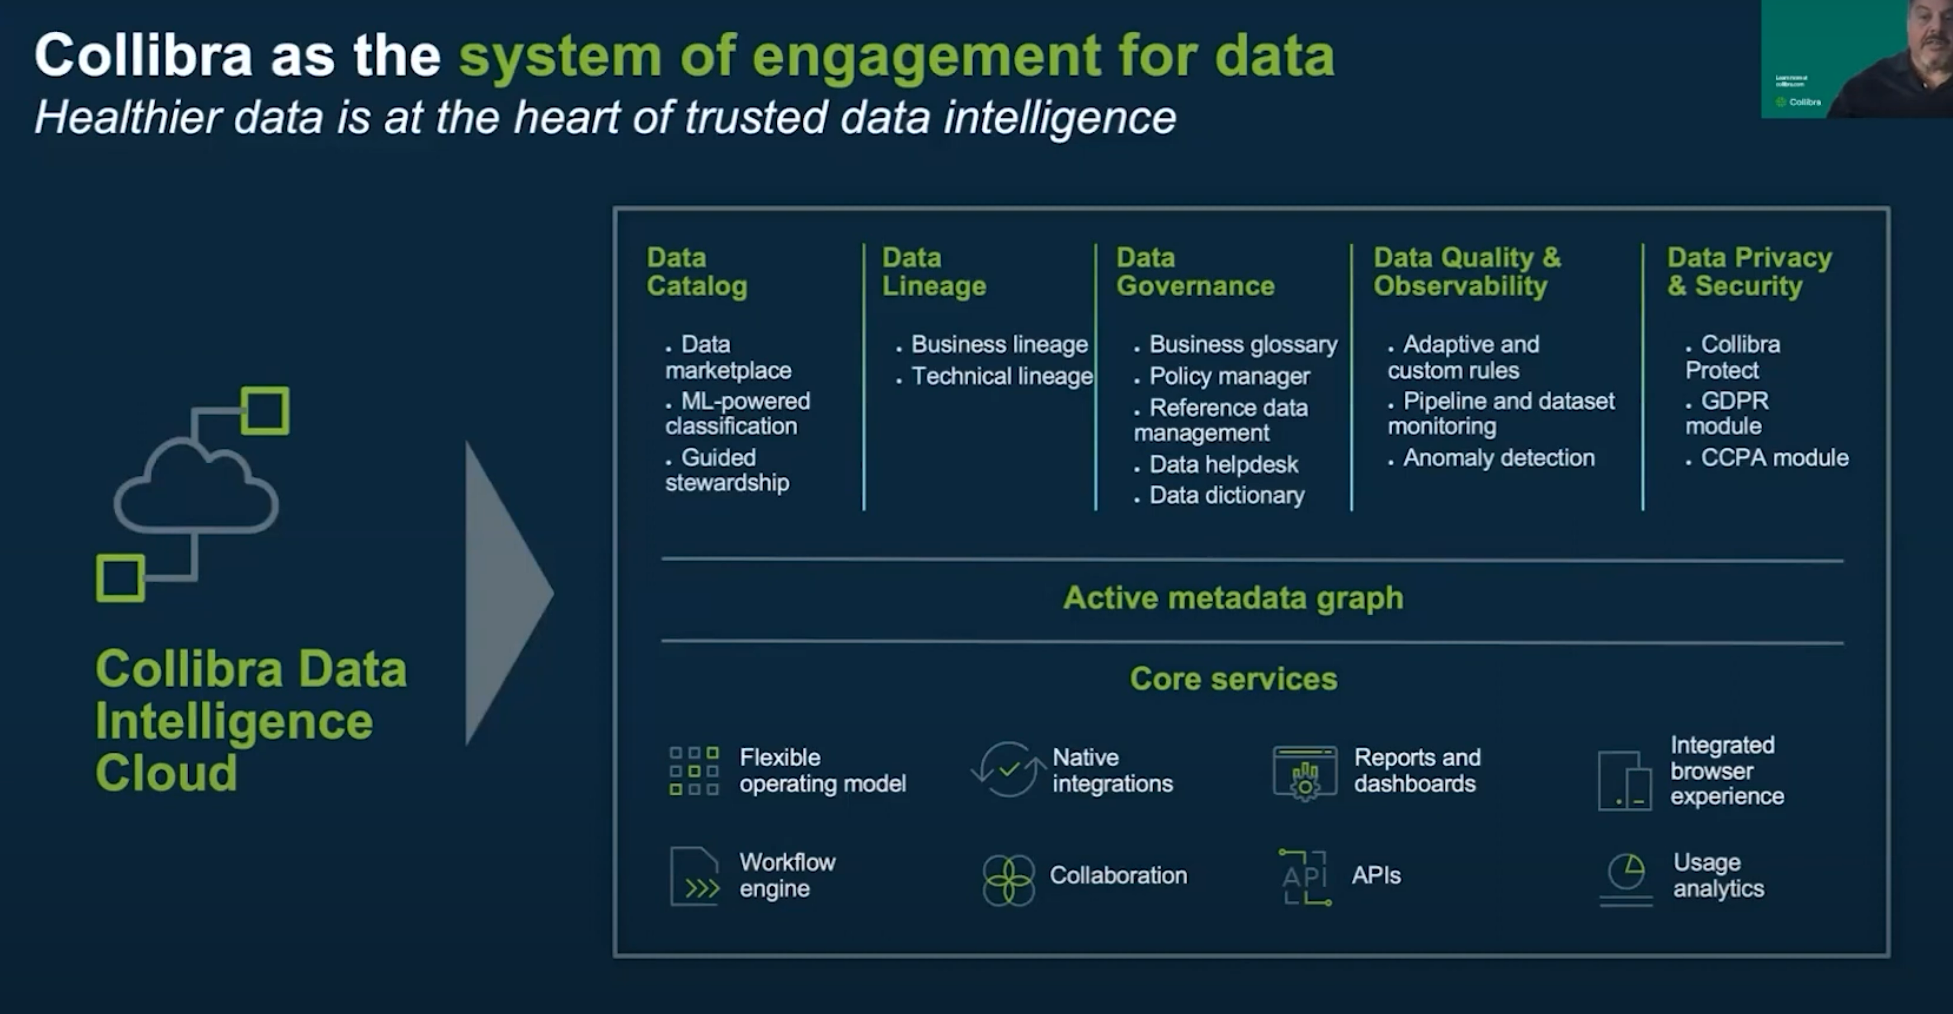 Collibra as the system of engagement for data
Healthier data is at the heart of trusted data intelligence
Learn more at
collibra.com
Collibra
Collibra Data
Intelligence
Cloud
Data
Catalog
. Data
marketplace
. ML-powered
classification
. Guided
stewardship
Data
Lineage
. Business lineage
. Technical lineage
Data
Governance
. Business glossary
. Policy manager
. Reference data
management
. Data helpdesk
. Data dictionary
Data Quality &
Observability
. Adaptive and
custom rules
. Pipeline and dataset
monitoring
. Anomaly detection
Data Privacy
& Security
. Collibra
Protect
. GDPR
module
. CCPA module
Active metadata graph
Core services
Flexible
operating model
Native
integrations
Reports and
dashboards
Integrated
browser
experience
Workflow
engine
Collaboration
API
APIs
Usage
analytics